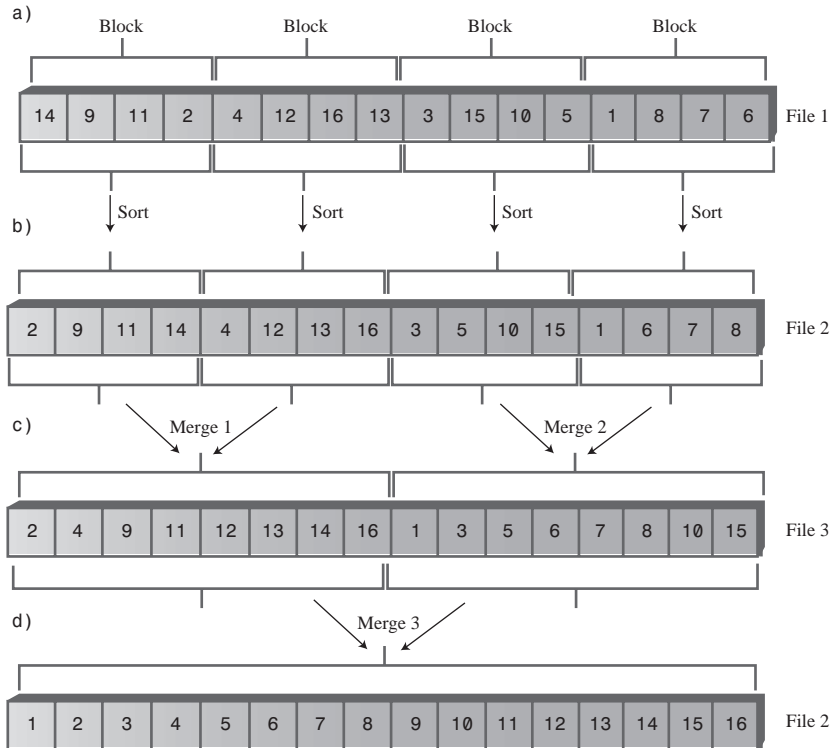 a)
Block Block Block Block
14 9 11 2 4 12 16 13 3 15 10 5 1 8 7 6 File 1
Sort Sort Sort Sort
b)
2 9 11 14 4 12 13 16 3 5 10 15 1 6 7 8 File 2
Merge 1 Merge 2
c)
2 4 9 11 12 13 14 16 1 3 5 6 7 8 10 15 File 3
Merge 3
d)
1 2 3 4 5 6 7 8 9 10 11 12 13 14 15 16 File 2